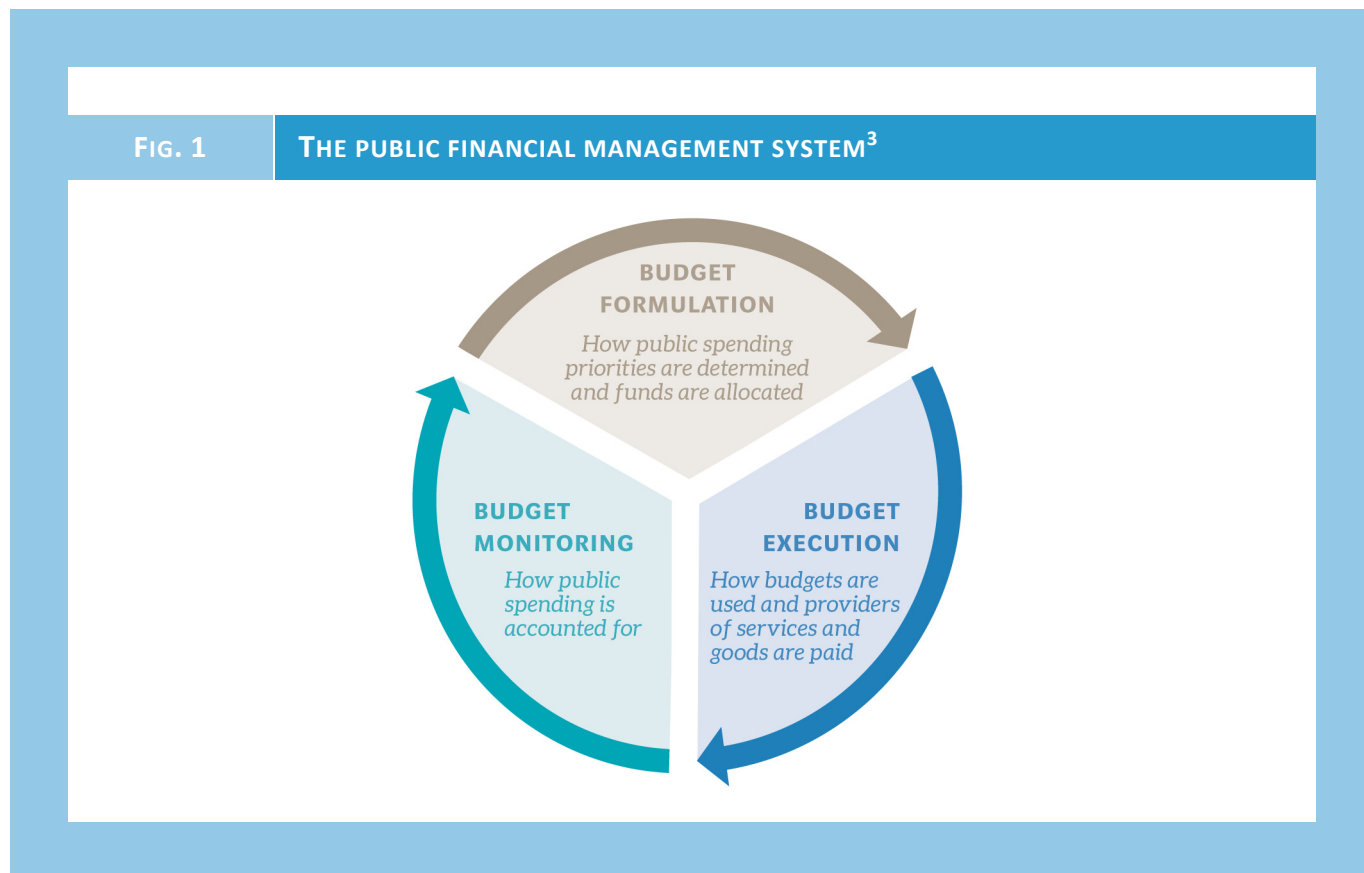 FIG. 1
THE PUBLIC FINANCIAL MANAGEMENT SYSTEM³
BUDGET
FORMULATION
How public spending
priorities are determined
and funds are allocated
BUDGET
EXECUTION
How budgets are
used and providers
of services and
goods are paid
BUDGET
MONITORING
How public
spending is
accounted for